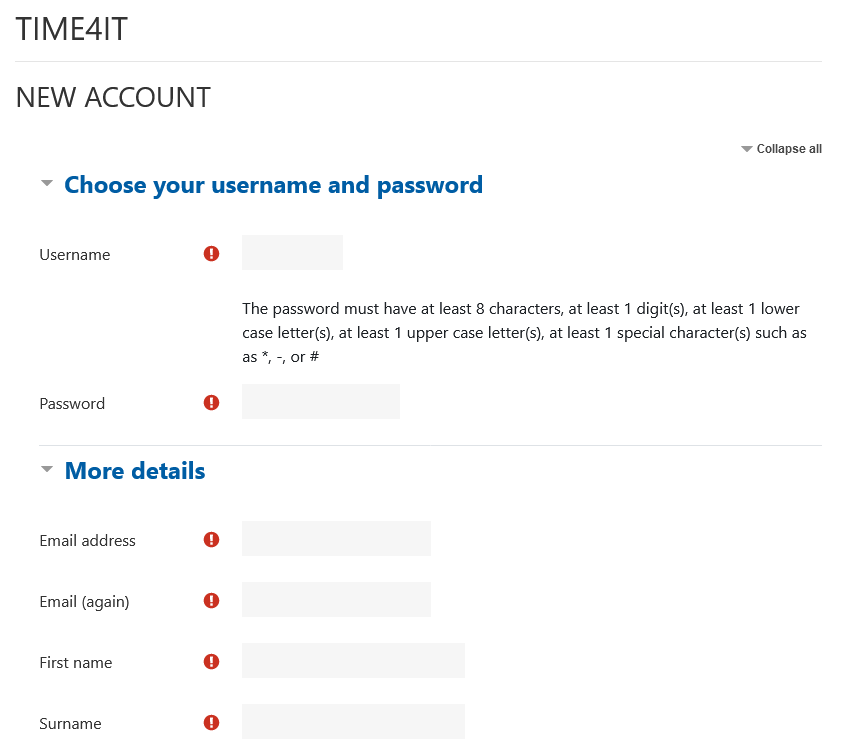 TIME4IT
NEW ACCOUNT
Collapse all
Choose your username and password
Username
The password must have at least 8 characters, at least 1 digit(s), at least 1 lower
case letter(s), at least 1 upper case letter(s), at least 1 special character(s) such as
as *, -, or #
Password
More details
Email address
Email (again)
First name
Surname